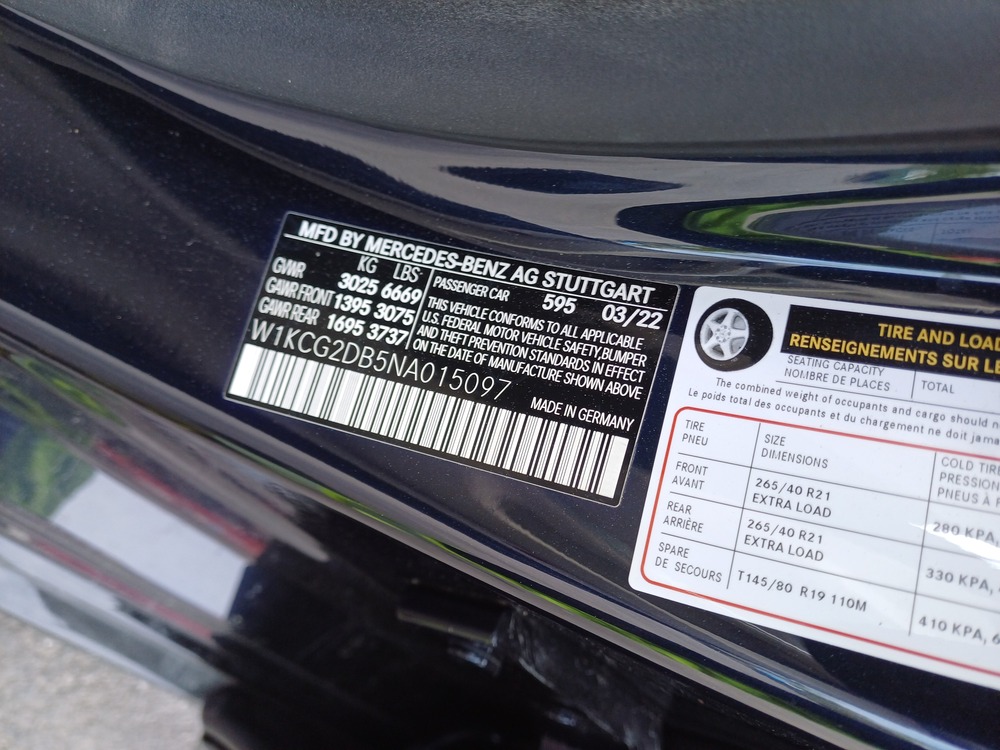 MFD BY MERCEDES-BENZ AG STUTTGART
KG LBS
GVWR 3025 6669
GAWR FRONT 1395 3075
GAWR REAR 1695 3737
PASSENGER CAR 595 03/22
THIS VEHICLE CONFORMS TO ALL APPLICABLE
U.S. FEDERAL MOTOR VEHICLE SAFETY, BUMPER
AND THEFT PREVENTION STANDARDS IN EFFECT
ON THE DATE OF MANUFACTURE SHOWN ABOVE
W1KCG2DB5NA015097
MADE IN GERMANY
TIRE AND LOA
RENSEIGNEMENTS SUR LE
SEATING CAPACITY
NOMBRE DE PLACES
TOTAL
The combined weight of occupants and cargo should n
Le poids total des occupants et du chargement ne doit jam
TIRE
PNEU
SIZE
DIMENSIONS
COLD TIR
PRESSION
PNEUS À
FRONT
AVANT
265/40 R21
EXTRA LOAD
280 KPA,
REAR
ARRIÈRE
265/40 R21
EXTRA LOAD
330 KPA,
SPARE
DE SECOURS
T145/80 R19 110M
410 KPA, 6